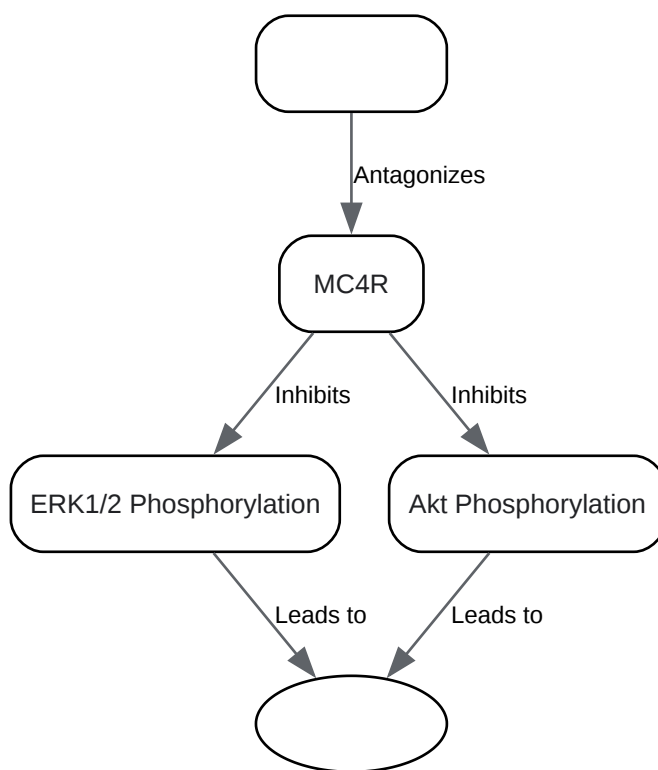 Antagonizes
MC4R
Inhibits
Inhibits
ERK1/2 Phosphorylation
Akt Phosphorylation
Leads to
Leads to